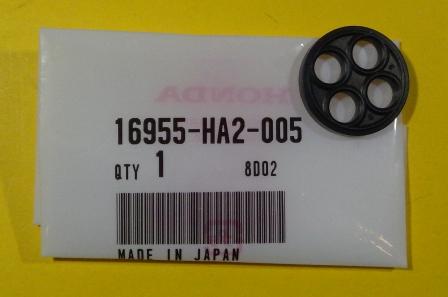 HONDA
16955-HA2-005
QTY 1 8D02
MADE IN JAPAN